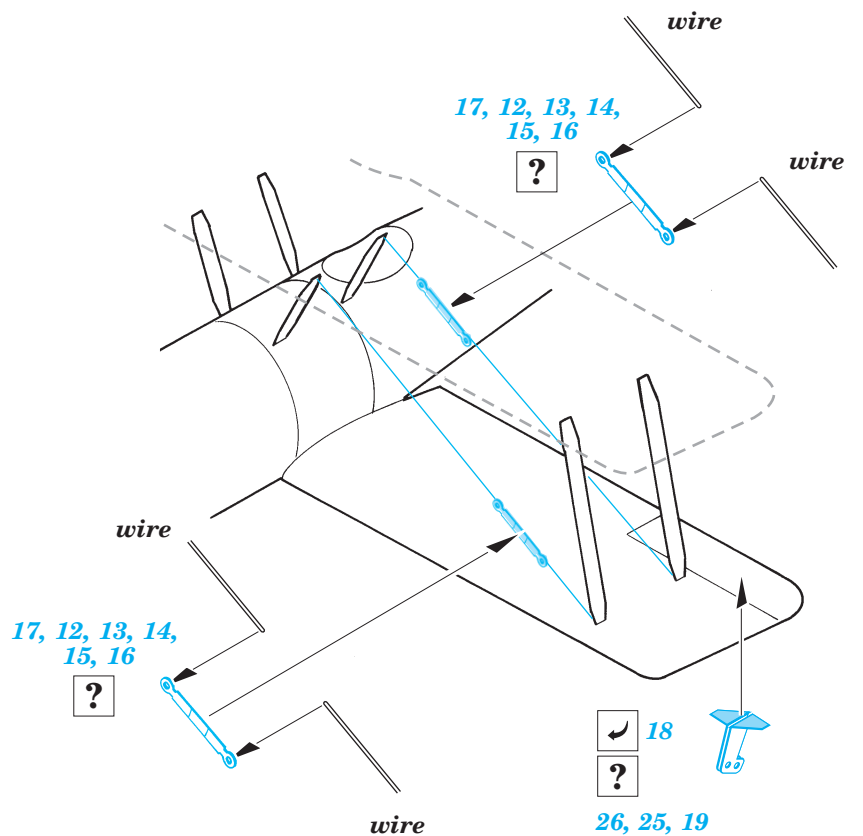 wire
17, 12, 13, 14,
15, 16
?
wire
wire
17, 12, 13, 14,
15, 16
?
wire
18
?
26, 25, 19